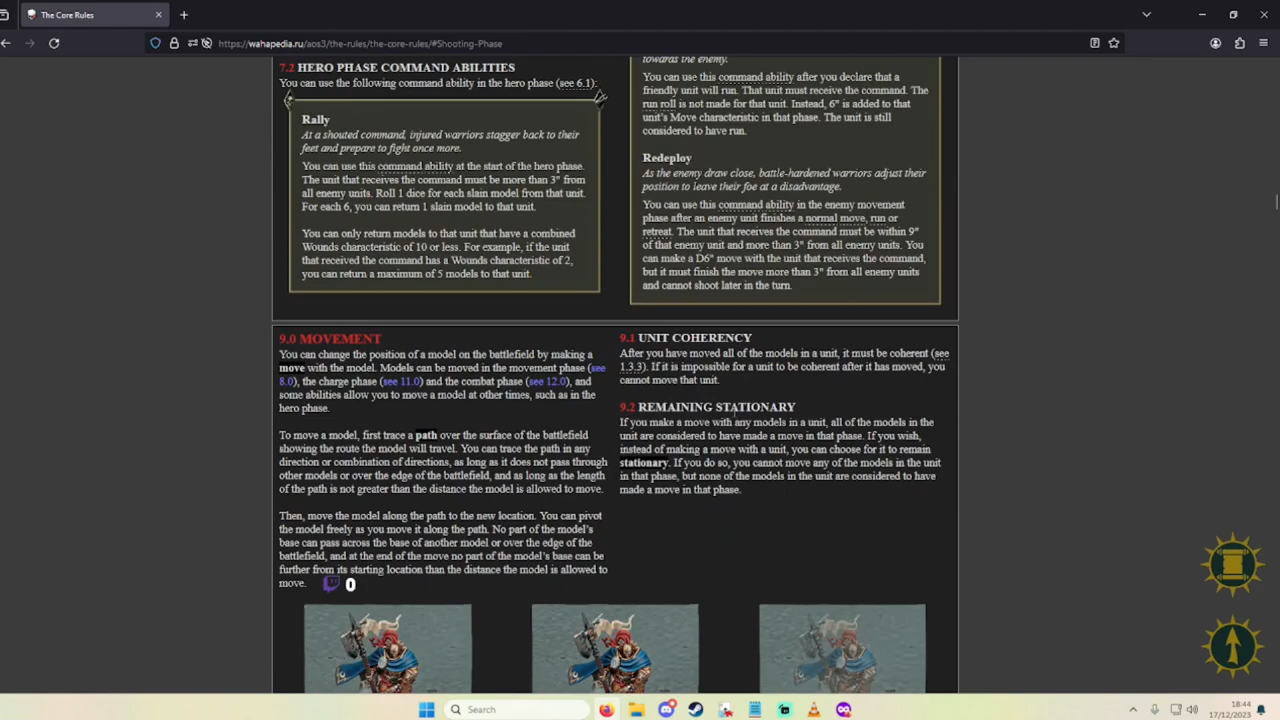 The Core Rules
https://wahapedia.ru/aos3/the-rules/the-core-rules/#Shooting-Phase
7.2 HERO PHASE COMMAND ABILITIES
You can use the following command ability in the hero phase (see 6.1):
Rally
At a shouted command, injured warriors stagger back to their
feet and prepare to fight once more.
You can use this command ability at the start of the hero phase.
The unit that receives the command must be more than 3" from
all enemy units. Roll 1 dice for each slain model from that unit.
For each 6, you can return 1 slain model to that unit.
You can only return models to that unit that have a combined
Wounds characteristic of 10 or less. For example, if the unit
that received the command has a Wounds characteristic of 2,
you can return a maximum of 5 models to that unit.
towards the enemy.
You can use this command ability after you declare that a
friendly unit will run. That unit must receive the command. The
run roll is not made for that unit. Instead, 6" is added to that
unit's Move characteristic in that phase. The unit is still
considered to have run.
Redeploy
As the enemy draw close, battle-hardened warriors adjust their
position to leave their foe at a disadvantage.
You can use this command ability in the enemy movement
phase after an enemy unit finishes a normal move, run or
retreat. The unit that receives the command must be within 9"
of that enemy unit and more than 3" from all enemy units. You
can make a D6" move with the unit that receives the command,
but it must finish the move more than 3" from all enemy units
and cannot shoot later in the turn.
9.0 MOVEMENT
You can change the position of a model on the battlefield by making a
move with the model. Models can be moved in the movement phase (see
8.0), the charge phase (see 11.0) and the combat phase (see 12.0), and
some abilities allow you to move a model at other times, such as in the
hero phase.
To move a model, first trace a path over the surface of the battlefield
showing the route the model will travel. You can trace the path in any
direction or combination of directions, as long as it does not pass through
other models or over the edge of the battlefield, and as long as the length
of the path is not greater than the distance the model is allowed to move.
Then, move the model along the path to the new location. You can pivot
the model freely as you move it along the path. No part of the model's
base can pass across the base of another model or over the edge of the
battlefield, and at the end of the move no part of the model's base can be
further from its starting location than the distance the model is allowed to
move.
0
9.1 UNIT COHERENCY
After you have moved all of the models in a unit, it must be coherent (see
1.3.3). If it is impossible for a unit to be coherent after it has moved, you
cannot move that unit.
9.2 REMAINING STATIONARY
If you make a move with any models in a unit, all of the models in the
unit are considered to have made a move in that phase. If you wish,
instead of making a move with a unit, you can choose for it to remain
stationary. If you do so, you cannot move any of the models in the unit
in that phase, but none of the models in the unit are considered to have
made a move in that phase.
Search
18:44
17/12/2023